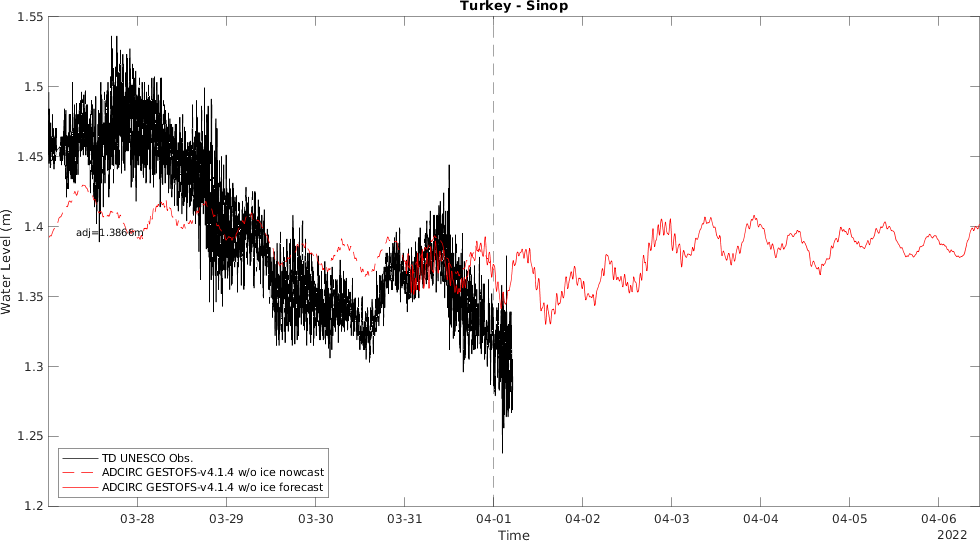 Turkey - Sinop
1.55
1.5
1.45
1.4
1.35
1.3
1.25
1.2
Water Level (m)
adj=1.3866m
TD UNESCO Obs.
ADCIRC GESTOFS-v4.1.4 w/o ice nowcast
ADCIRC GESTOFS-v4.1.4 w/o ice forecast
03-28
03-29
03-30
03-31
04-01
04-02
04-03
04-04
04-05
04-06
Time
2022